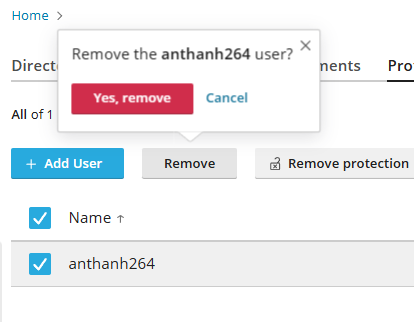 Home >
Remove the anthanh264 user?
ments
Pro
Yes, remove
Cancel
All of 1
+ Add User
Remove
Remove protection
Name ↑
anthanh264